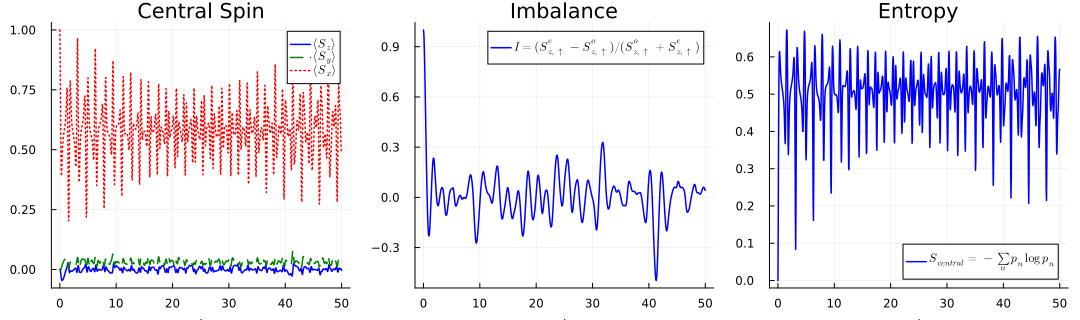 Central Spin
1.00
0.75
0.50
0.25
0.00
0 10 20 30 40 50
⟨S_z⟩
⟨S_y⟩
⟨S_x⟩
Imbalance
0.9
0.6
0.3
0.0
−0.3
0 10 20 30 40 50
I = (S^e_{z,↑} − S^o_{z,↑})/(S^o_{z,↑} + S^e_{z,↑})
Entropy
0.6
0.5
0.4
0.3
0.2
0.1
0.0
0 10 20 30 40 50
S_{central} = − ∑_n p_n log p_n